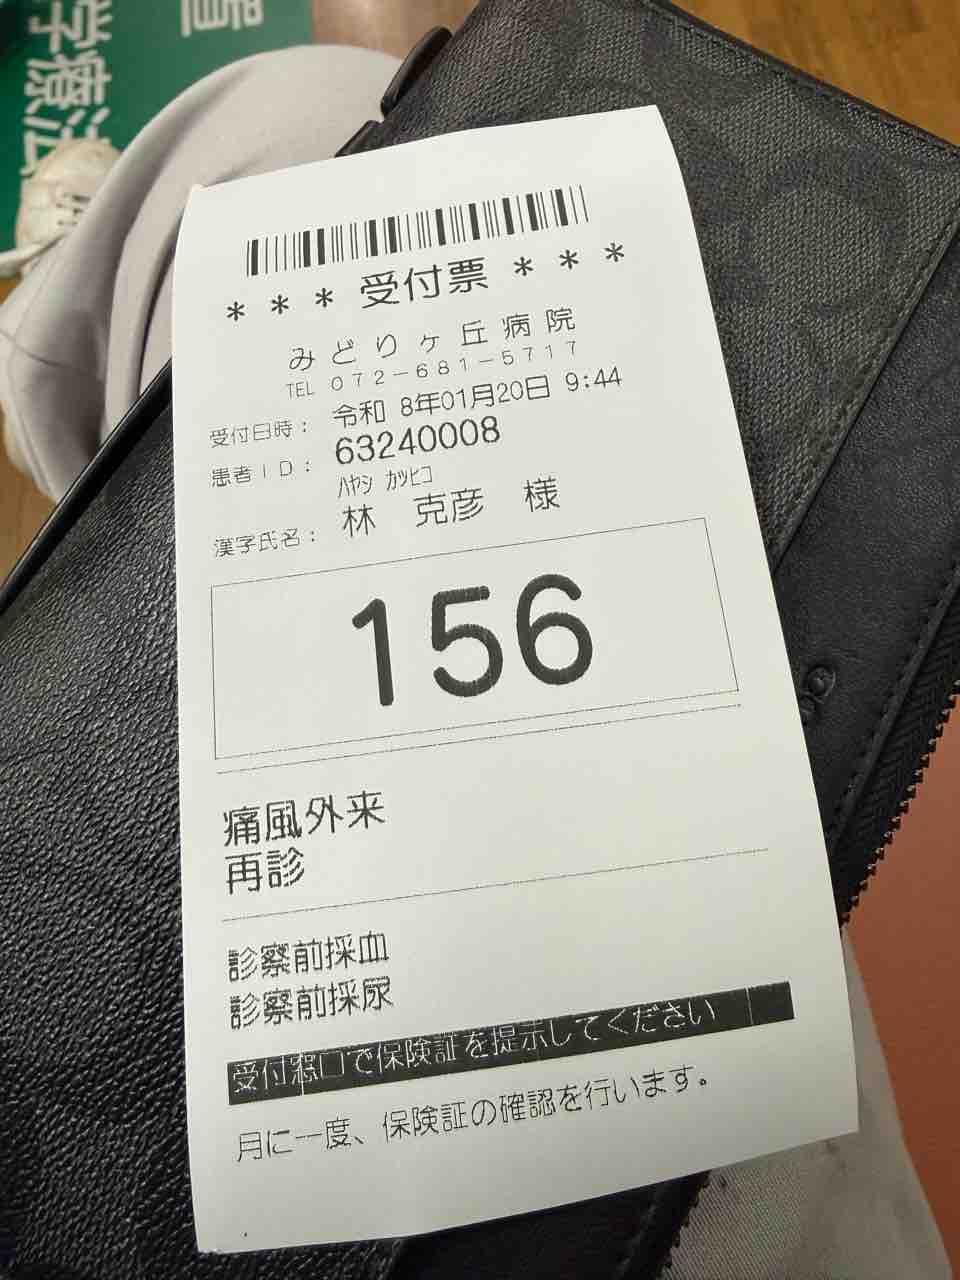 学療法
* * * 受付票 * * *
みどりヶ丘病院
TEL 072-681-5717
受付日時： 令和 8年01月20日 9:44
患者ID： 63240008
ﾊﾔｼ ｶﾂﾋｺ
漢字氏名： 林 克彦 様
156
痛風外来
再診
診察前採血
診察前採尿
受付窓口で保険証を提示してください
月に一度、保険証の確認を行います。